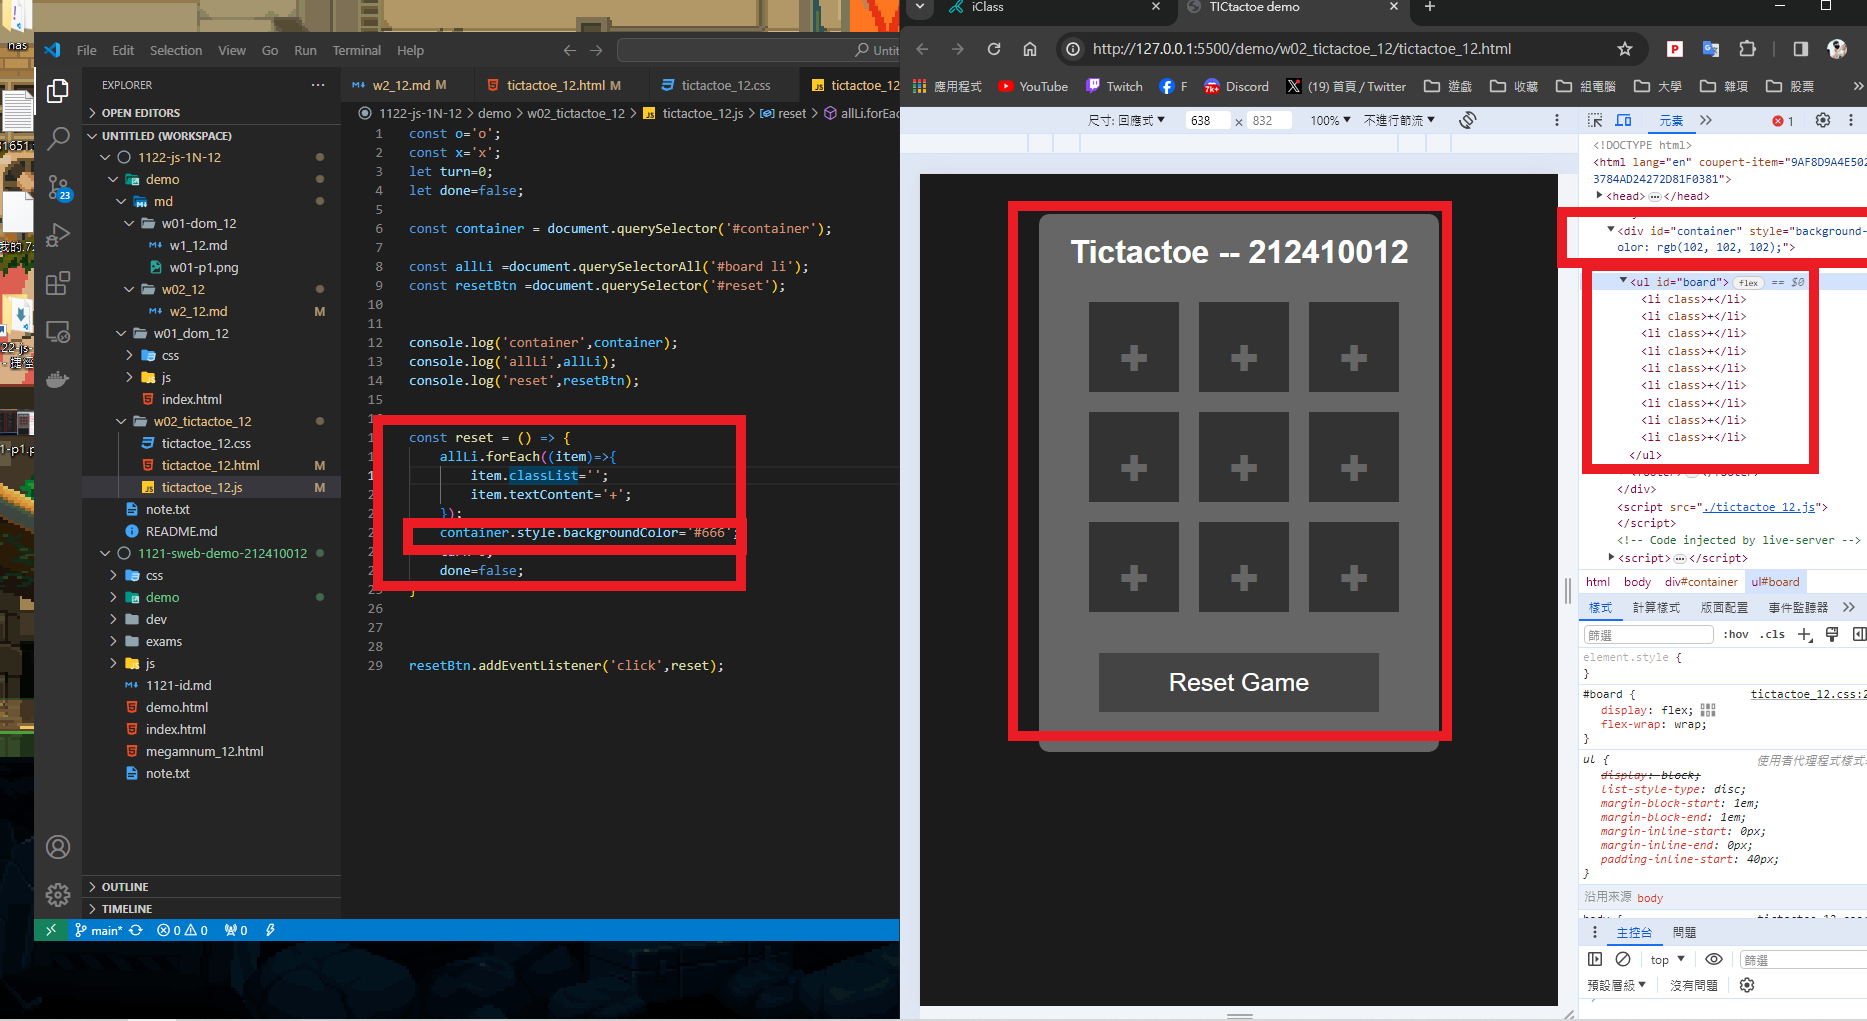 nas
31651.
我的.7
22-js-
- 捷徑
1-p1.p
File Edit Selection View Go Run Terminal Help
Untit
EXPLORER
OPEN EDITORS
UNTITLED (WORKSPACE)
1122-js-1N-12
demo
md
w01-dom_12
w1_12.md
w01-p1.png
w02_12
w2_12.md M
w01_dom_12
css
js
index.html
w02_tictactoe_12
tictactoe_12.css
tictactoe_12.html M
tictactoe_12.js M
note.txt
README.md
1121-sweb-demo-212410012
css
demo
dev
exams
js
1121-id.md
demo.html
index.html
megamnum_12.html
note.txt
OUTLINE
TIMELINE
23
main* 0 0 0
w2_12.md M tictactoe_12.html M tictactoe_12.css tictactoe_12
1122-js-1N-12 > demo > w02_tictactoe_12 > tictactoe_12.js > reset > allLi.forEac
1 const o='o';
2 const x='x';
3 let turn=0;
4 let done=false;
5
6 const container = document.querySelector('#container');
7
8 const allLi =document.querySelectorAll('#board li');
9 const resetBtn =document.querySelector('#reset');
10
11
12 console.log('container',container);
13 console.log('allLi',allLi);
14 console.log('reset',resetBtn);
15
const reset = () => {
allLi.forEach((item)=>{
item.classList='';
item.textContent='+';
});
container.style.backgroundColor='#666';
done=false;
}
26
27
28
29 resetBtn.addEventListener('click',reset);
iClass
TICtactoe demo
http://127.0.0.1:5500/demo/w02_tictactoe_12/tictactoe_12.html
應用程式 YouTube Twitch F Discord (19) 首頁 / Twitter 遊戲 收藏 組電腦 大學 雜項 股票
尺寸: 回應式 638 × 832 100% 不進行節流
Tictactoe -- 212410012
+ + +
+ + +
+ + +
Reset Game
元素 1
<!DOCTYPE html>
<html lang="en" coupert-item="9AF8D9A4E502
3784AD24272D81F0381">
<head> ... </head>
<div id="container" style="background-
olor: rgb(102, 102, 102);">
<ul id="board"> flex == $0
<li class>+</li>
<li class>+</li>
<li class>+</li>
<li class>+</li>
<li class>+</li>
<li class>+</li>
<li class>+</li>
<li class>+</li>
<li class>+</li>
</ul>
</div>
<script src="./tictactoe_12.js">
</script>
<!-- Code injected by live-server -->
<script> ... </script>
html body div#container ul#board
樣式 計算樣式 版面配置 事件監聽器
篩選 :hov .cls
element.style {
}
#board { tictactoe_12.css:2
display: flex;
flex-wrap: wrap;
}
ul { 使用者代理程式樣式
display: block;
list-style-type: disc;
margin-block-start: 1em;
margin-block-end: 1em;
margin-inline-start: 0px;
margin-inline-end: 0px;
padding-inline-start: 40px;
}
沿用來源 body
主控台 問題
top 篩選
預設層級 沒有問題